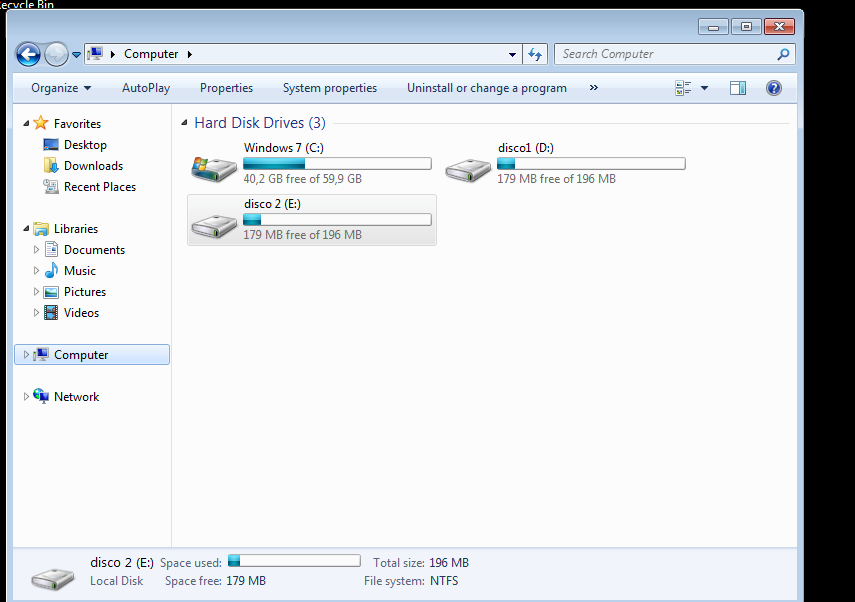 Recycle Bin
Computer
Search Computer
Organize AutoPlay Properties System properties Uninstall or change a program »
Favorites
Desktop
Downloads
Recent Places
Libraries
Documents
Music
Pictures
Videos
Computer
Network
Hard Disk Drives (3)
Windows 7 (C:)
40,2 GB free of 59,9 GB
disco1 (D:)
179 MB free of 196 MB
disco 2 (E:)
179 MB free of 196 MB
disco 2 (E:) Space used: Total size: 196 MB
Local Disk Space free: 179 MB File system: NTFS